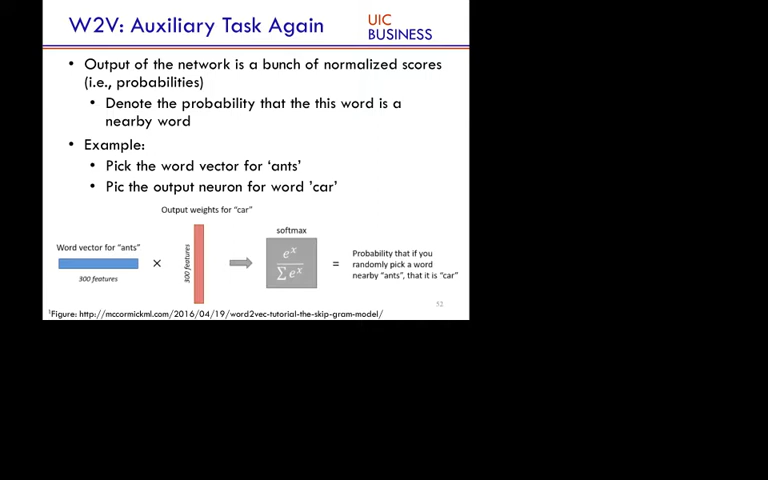 W2V: Auxiliary Task Again
UIC
BUSINESS
• Output of the network is a bunch of normalized scores
(i.e., probabilities)
• Denote the probability that the this word is a
nearby word
• Example:
• Pick the word vector for ‘ants’
• Pic the output neuron for word ’car’
Output weights for “car”
softmax
Word vector for “ants”
300 features
×
300 features
e^x
∑ e^x
=
Probability that if you
randomly pick a word
nearby “ants”, that it is “car”
52
¹Figure: http://mccormickml.com/2016/04/19/word2vec-tutorial-the-skip-gram-model/